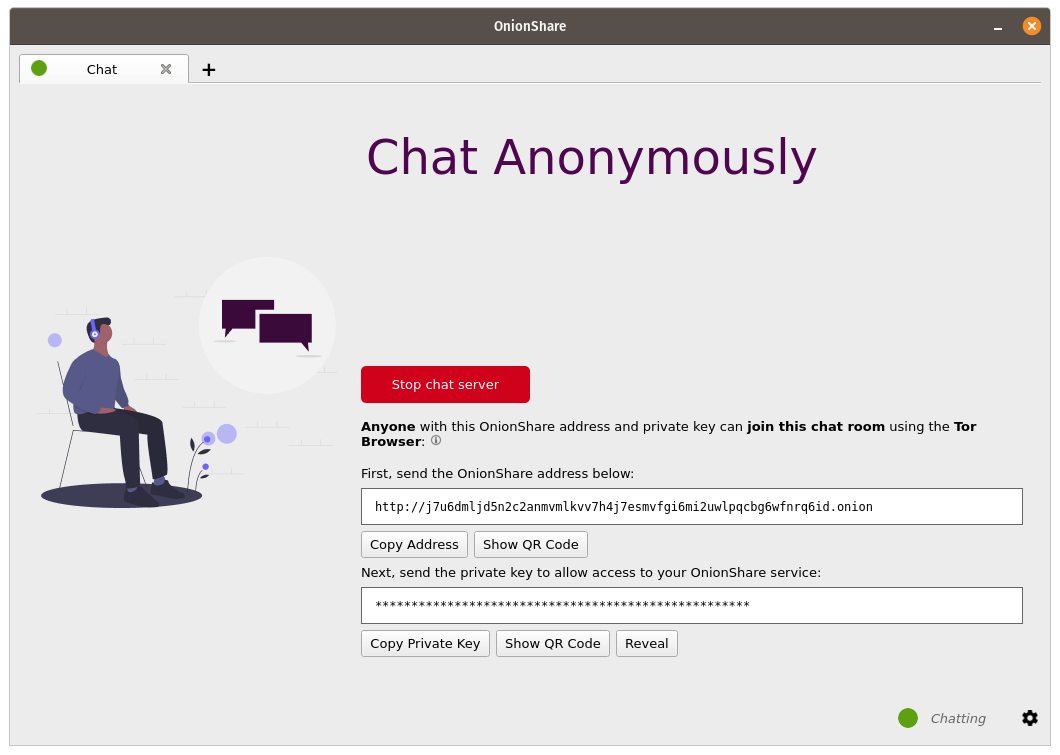 OnionShare
Chat
Chat Anonymously
Stop chat server
Anyone with this OnionShare address and private key can join this chat room using the Tor
Browser:
First, send the OnionShare address below:
http://j7u6dmljd5n2c2anmvmlkvv7h4j7esmvfgi6mi2uwlpqcbg6wfnrq6id.onion
Copy Address Show QR Code
Next, send the private key to allow access to your OnionShare service:
****************************************************
Copy Private Key Show QR Code Reveal
Chatting